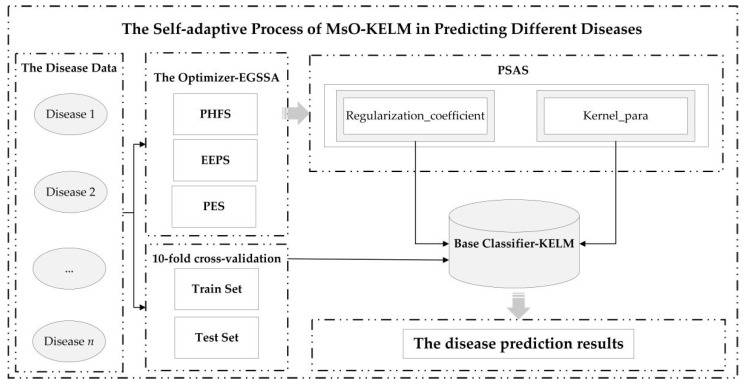 The Self-adaptive Process of MsO-KELM in Predicting Different Diseases
The Disease Data
Disease 1
Disease 2
...
Disease n
The Optimizer-EGSSA
PHFS
EEPS
PES
10-fold cross-validation
Train Set
Test Set
PSAS
Regularization_coefficient
Kernel_para
Base Classifier-KELM
The disease prediction results